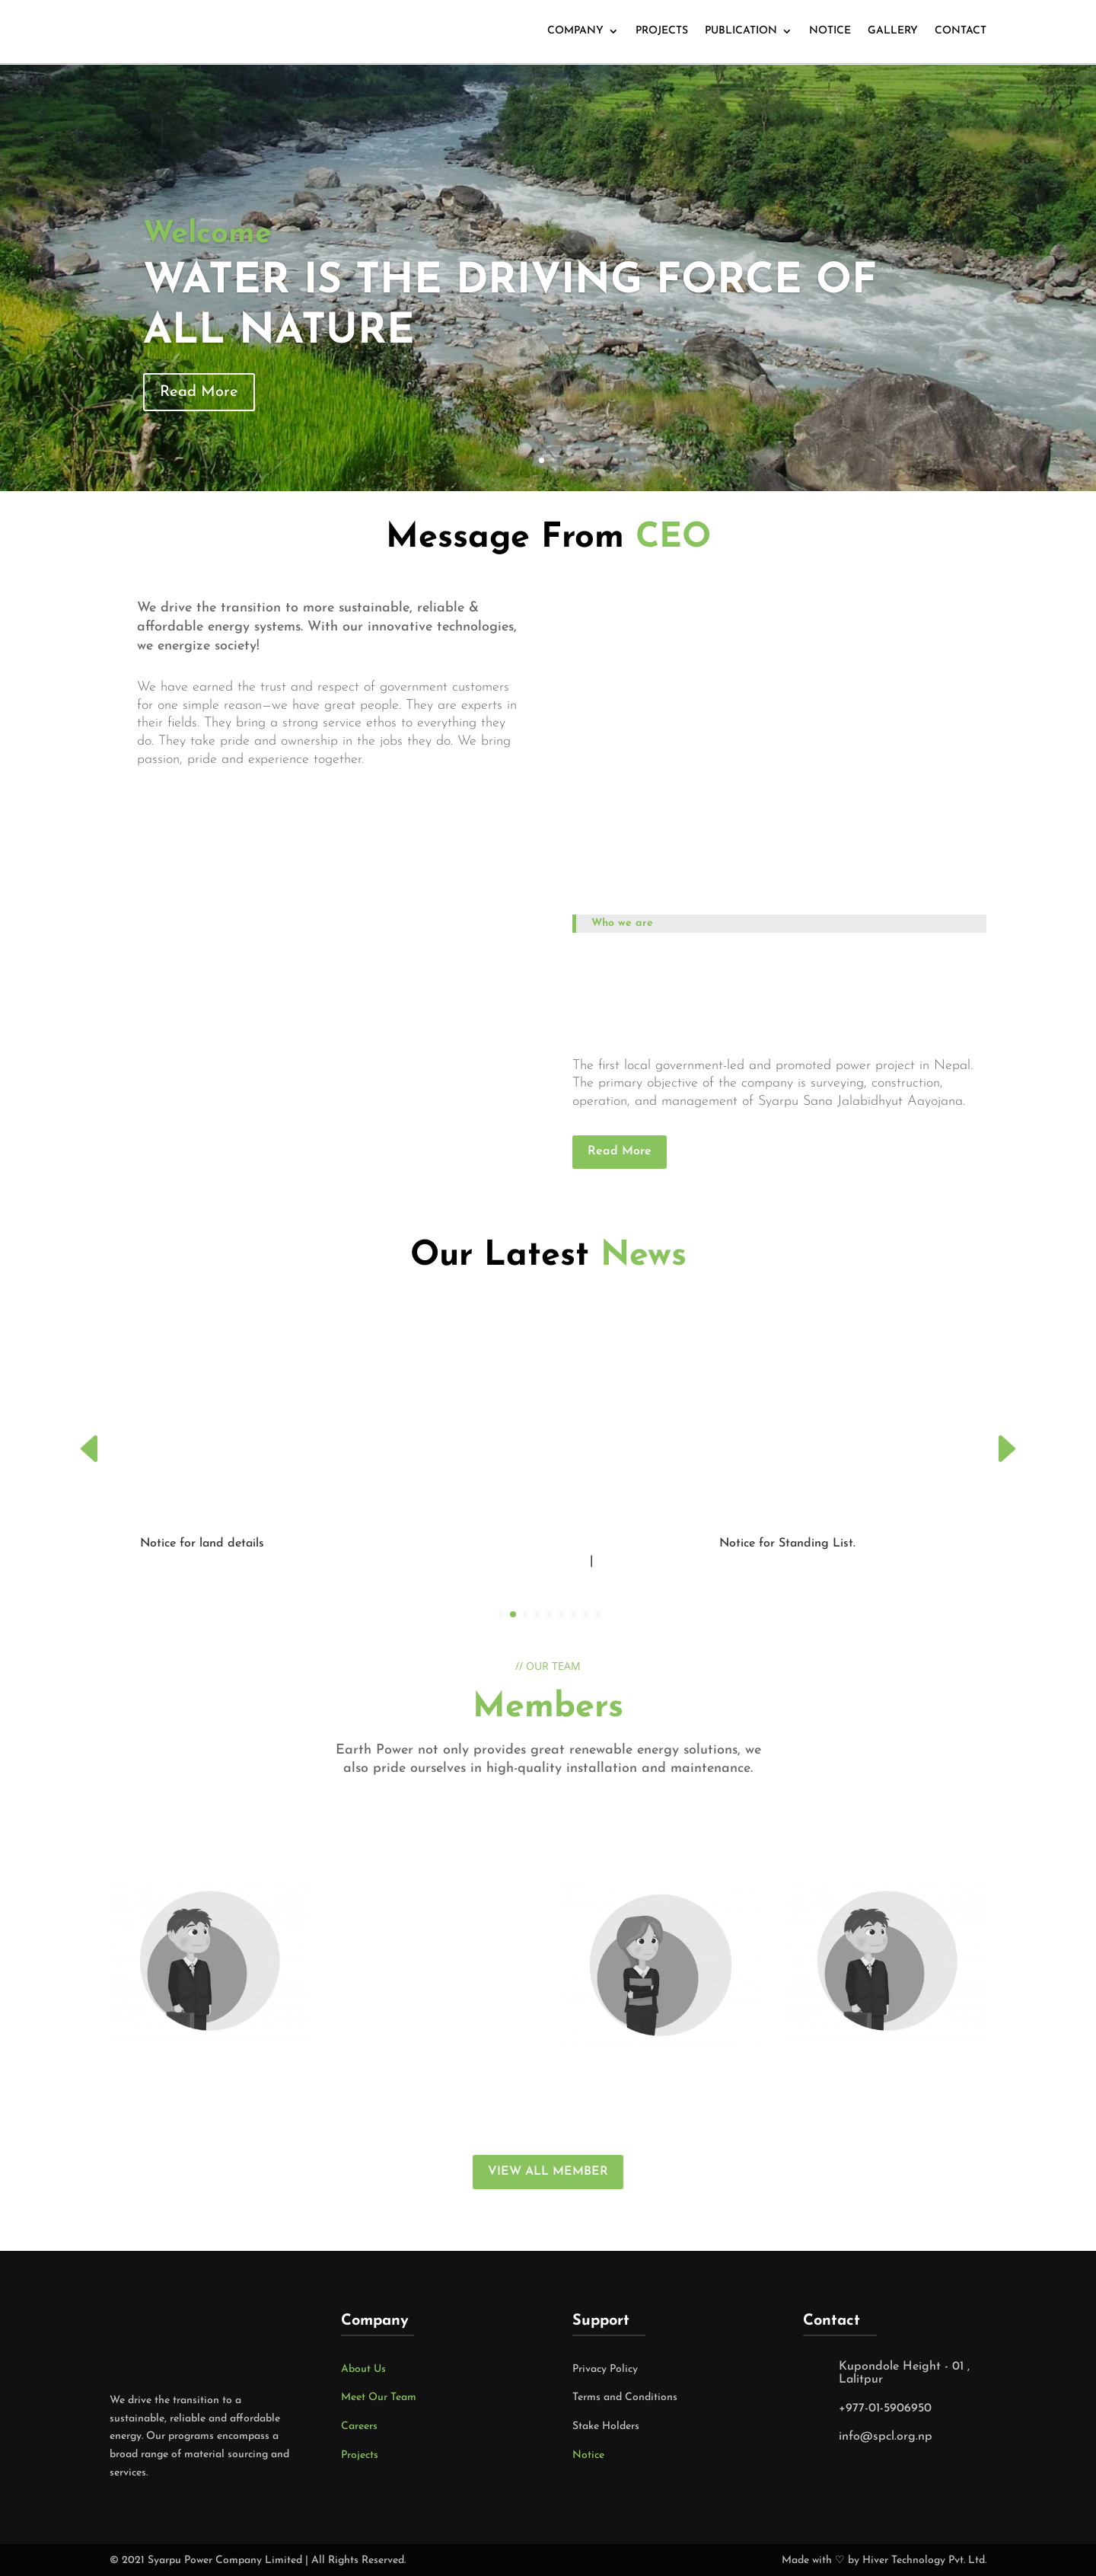 COMPANY PROJECTS PUBLICATION NOTICE GALLERY CONTACT
Welcome
WATER IS THE DRIVING FORCE OF
ALL NATURE
Read More
Message From CEO
We drive the transition to more sustainable, reliable &
affordable energy systems. With our innovative technologies,
we energize society!
We have earned the trust and respect of government customers
for one simple reason—we have great people. They are experts in
their fields. They bring a strong service ethos to everything they
do. They take pride and ownership in the jobs they do. We bring
passion, pride and experience together.
Who we are
The first local government-led and promoted power project in Nepal.
The primary objective of the company is surveying, construction,
operation, and management of Syarpu Sana Jalabidhyut Aayojana.
Read More
Our Latest News
Notice for land details
|
Notice for Standing List.
// OUR TEAM
Members
Earth Power not only provides great renewable energy solutions, we
also pride ourselves in high-quality installation and maintenance.
VIEW ALL MEMBER
We drive the transition to a
sustainable, reliable and affordable
energy. Our programs encompass a
broad range of material sourcing and
services.
Company
About Us
Meet Our Team
Careers
Projects
Support
Privacy Policy
Terms and Conditions
Stake Holders
Notice
Contact
Kupondole Height - 01 ,
Lalitpur
+977-01-5906950
info@spcl.org.np
© 2021 Syarpu Power Company Limited | All Rights Reserved.
Made with ♡ by Hiver Technology Pvt. Ltd.